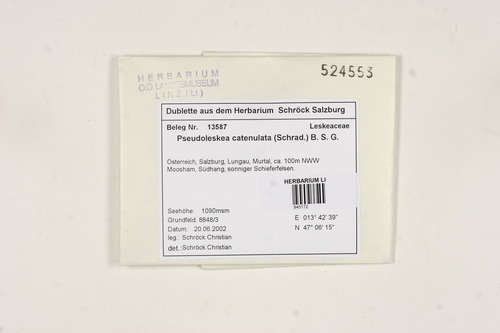 HERBARIUM
O.Ö. LANDESMUSEUM
LINZ (LI)
524553
Dublette aus dem Herbarium Schröck Salzburg
Beleg Nr. 13587 Leskeaceae
Pseudoleskea catenulata (Schrad.) B. S. G.
Österreich, Salzburg, Lungau, Murtal, ca. 100m NWW
Moosham, Südhang; sonniger Schieferfelsen.
HERBARIUM LI
945172
Seehöhe: 1090msm
Grundfeld: 8848/3
Datum: 20.06.2002
leg.: Schröck Christian
det.: Schröck Christian
E 013° 42' 39"
N 47° 06' 15"